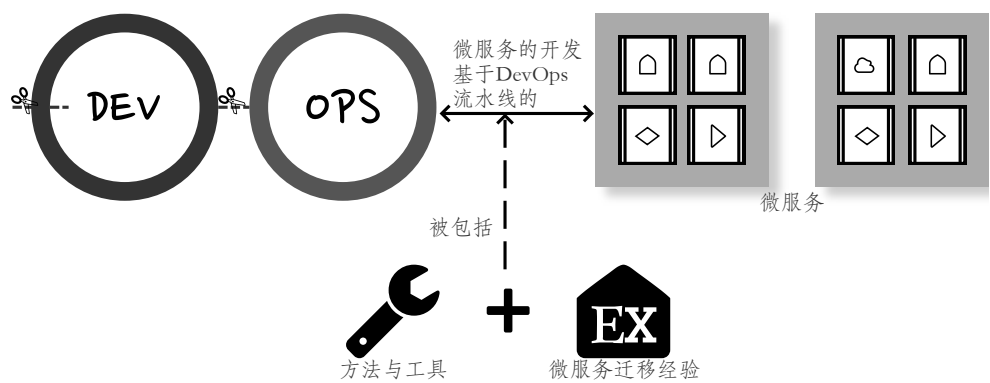 DEV
OPS
微服务的开发
基于DevOps
流水线的
微服务
被包括
EX
方法与工具
微服务迁移经验